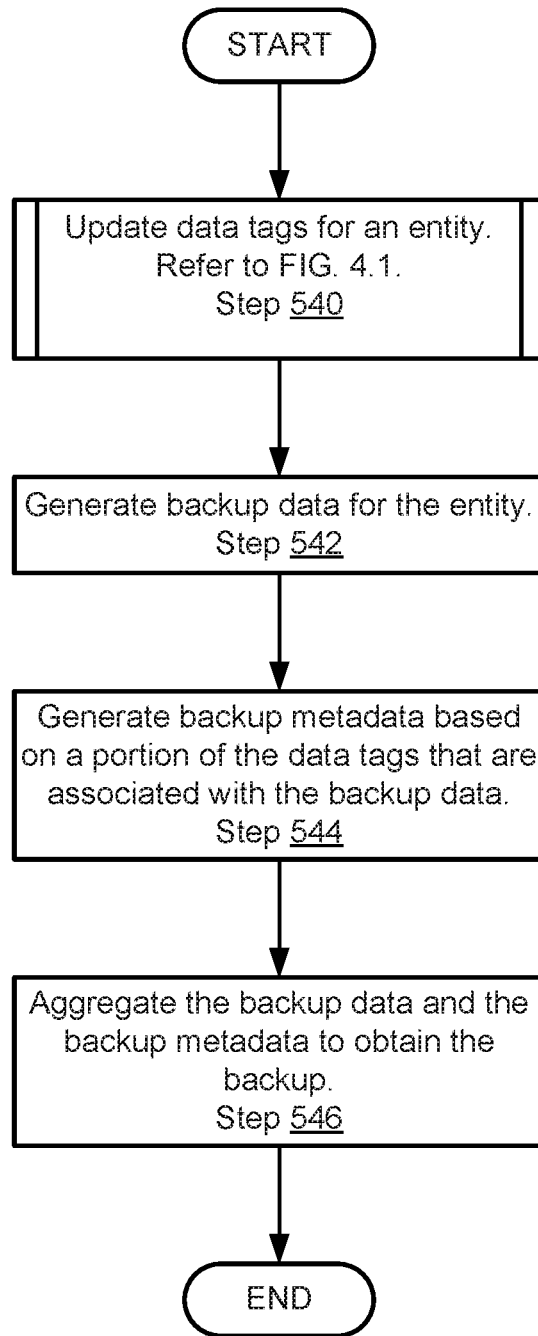 START
Update data tags for an entity.
Refer to FIG. 4.1.
Step 540
Generate backup data for the entity.
Step 542
Generate backup metadata based
on a portion of the data tags that are
associated with the backup data.
Step 544
Aggregate the backup data and the
backup metadata to obtain the
backup.
Step 546
END